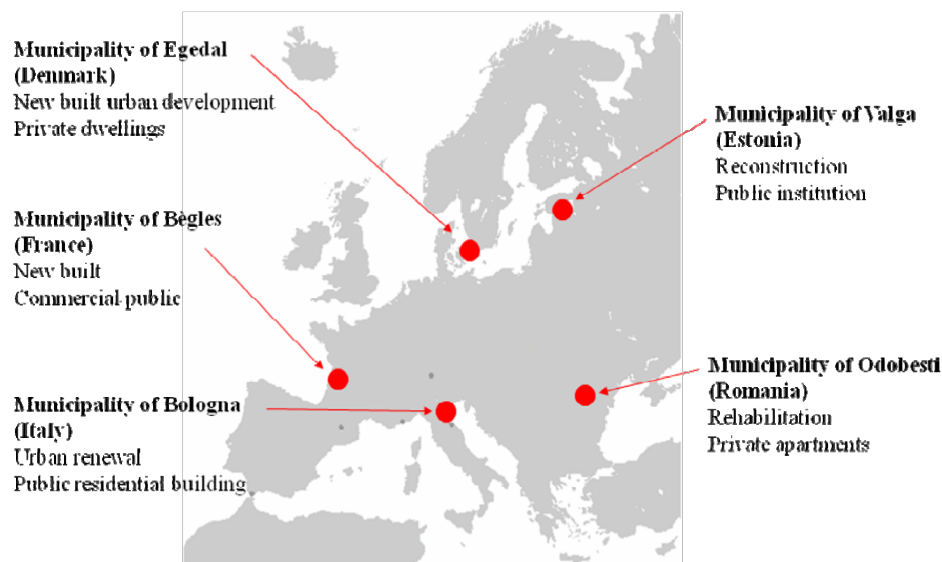 Municipality of Egedal
(Denmark)
New built urban development
Private dwellings
Municipality of Bègles
(France)
New built
Commercial public
Municipality of Bologna
(Italy)
Urban renewal
Public residential building
Municipality of Valga
(Estonia)
Reconstruction
Public institution
Municipality of Odobesti
(Romania)
Rehabilitation
Private apartments